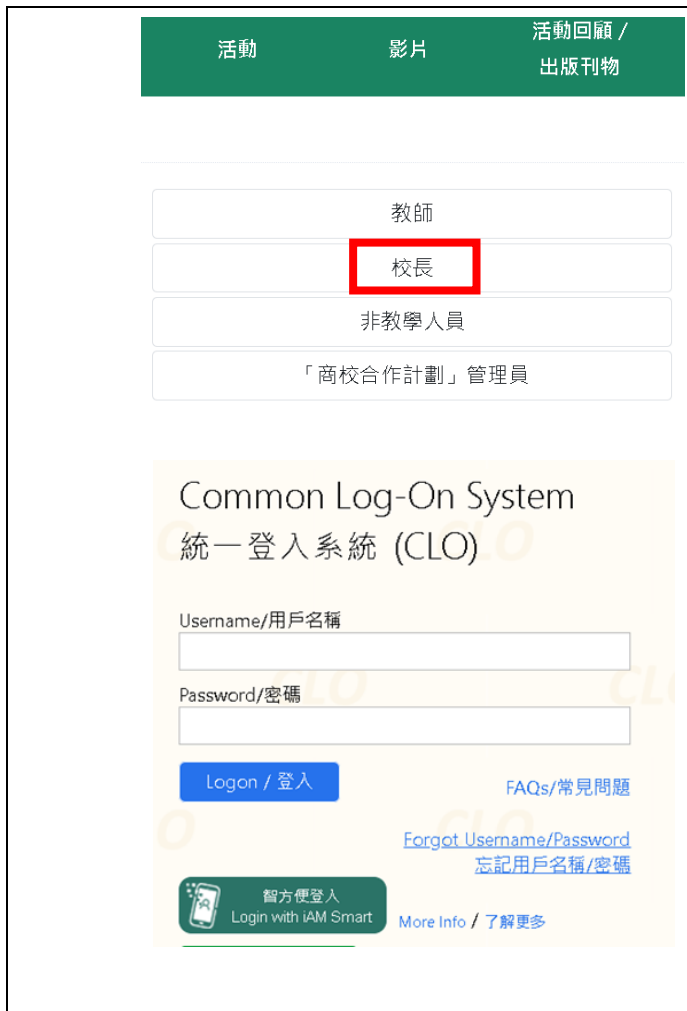 活動
影片
活動回顧 /
出版刊物
教師
校長
非教學人員
「商校合作計劃」管理員
Common Log-On System
統一登入系統 (CLO)
Username/用戶名稱
Password/密碼
Logon / 登入
FAQs/常見問題
Forgot Username/Password
忘記用戶名稱/密碼
智方便登入
Login with iAM Smart
More Info / 了解更多